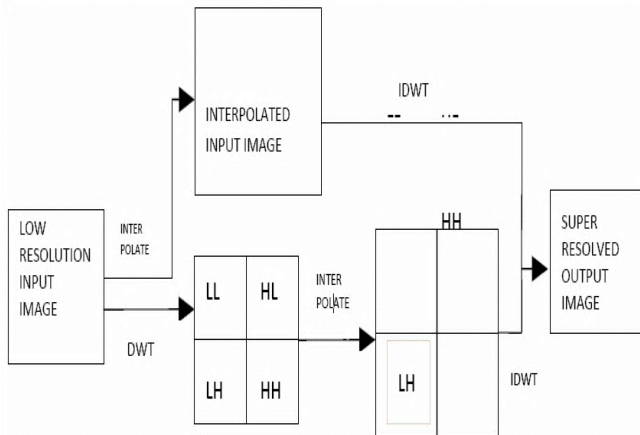 IDWT
INTERPOLATED
INPUT IMAGE
LOW
RESOLUTION
INPUT
IMAGE
INTER
POLATE
HH
SUPER
RESOLVED
OUTPUT
IMAGE
LL
HL
INTER
POLATE
DWT
LH
HH
LH
IDWT